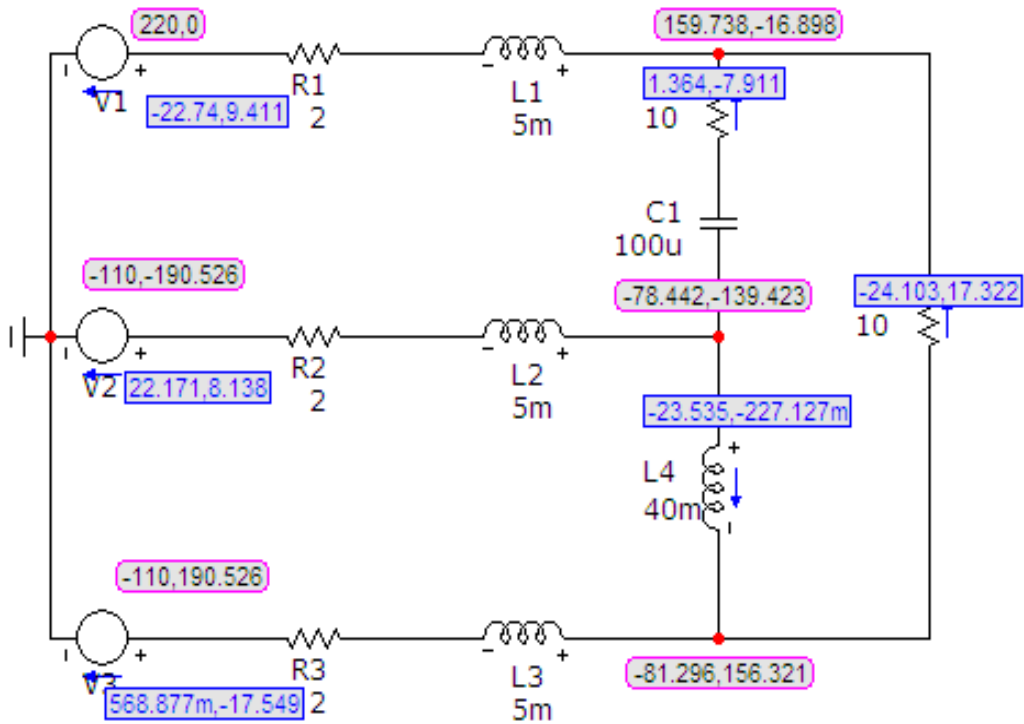 220,0
159.738,-16.898
- +
V1
-22.74,9.411
R1
2
- +
L1
5m
1.364,-7.911
10
C1
100u
-110,-190.526
-78.442,-139.423
-24.103,17.322
10
- +
V2
22.171,8.138
R2
2
- +
L2
5m
-23.535,-227.127m
+
L4
40m
-
-110,190.526
- +
V3
568.877m,-17.549
R3
2
- +
L3
5m
-81.296,156.321